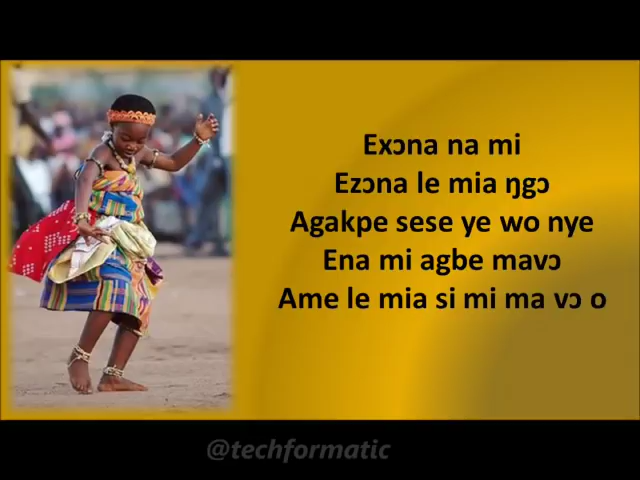 Exɔna na mi
Ezɔna le mia ŋgɔ
Agakpe sese ye wo nye
Ena mi agbe mavɔ
Ame le mia si mi ma vɔ o
@techformatic